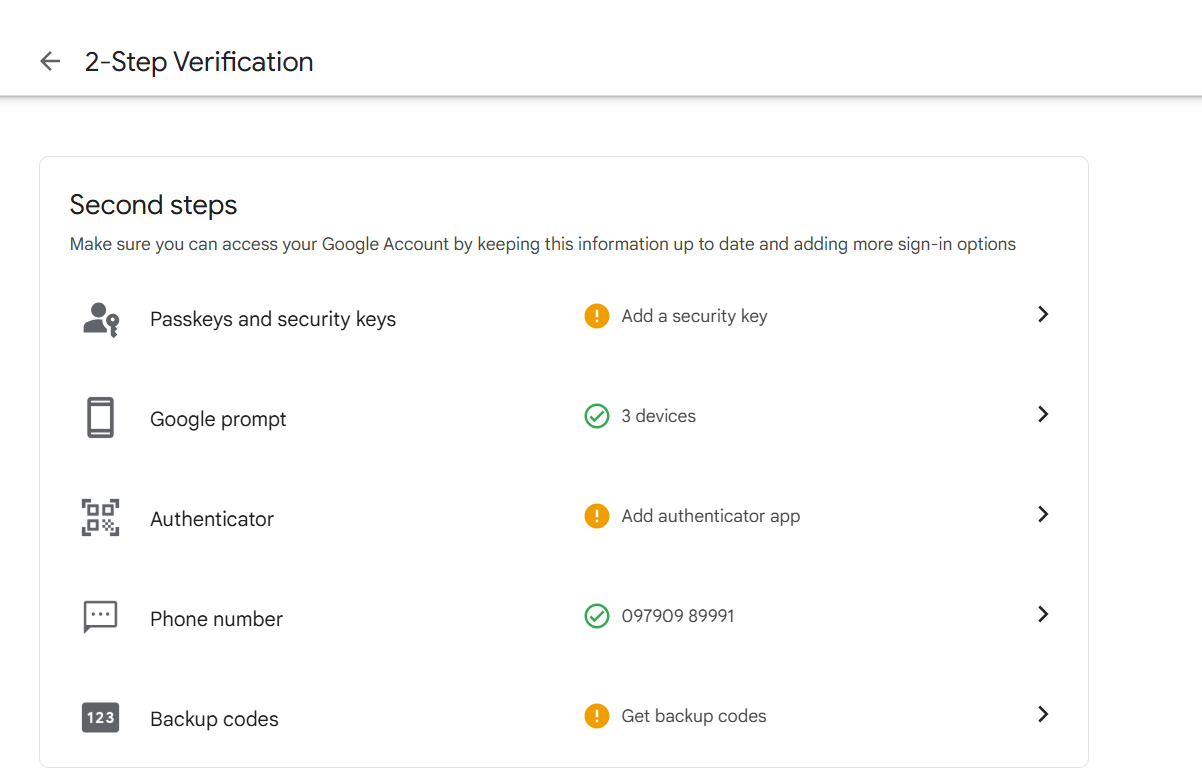 2-Step Verification
Second steps
Make sure you can access your Google Account by keeping this information up to date and adding more sign-in options
Passkeys and security keys
Add a security key
Google prompt
3 devices
Authenticator
Add authenticator app
Phone number
097909 89991
123
Backup codes
Get backup codes